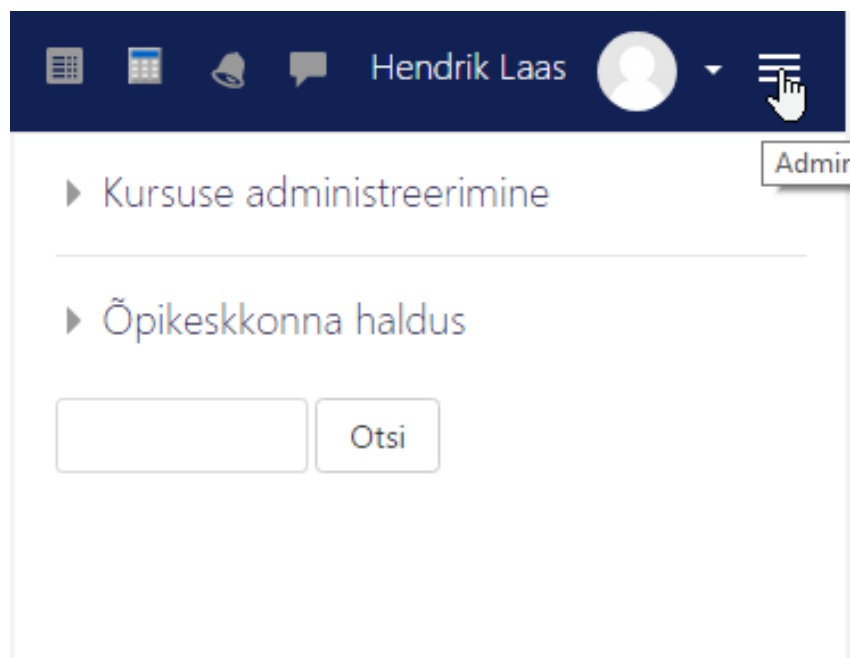 Hendrik Laas
Admin
Kursuse administreerimine
Õpikeskkonna haldus
Otsi